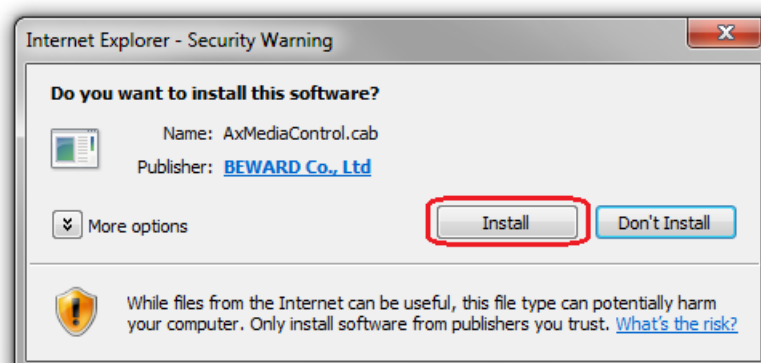 Internet Explorer - Security Warning
Do you want to install this software?
Name: AxMediaControl.cab
Publisher: BEWARD Co., Ltd
More options
Install
Don't Install
While files from the Internet can be useful, this file type can potentially harm
your computer. Only install software from publishers you trust. What's the risk?